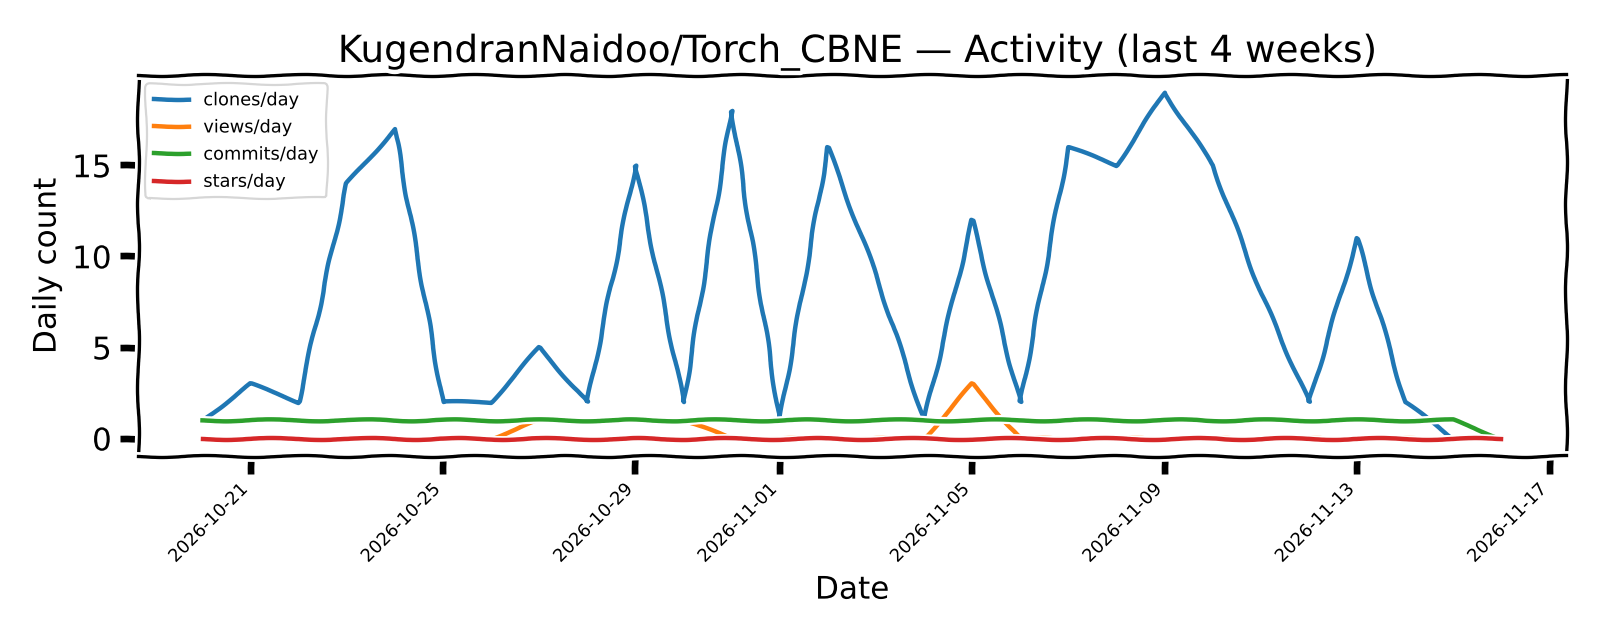 KugendranNaidoo/Torch_CBNE — Activity (last 4 weeks)
clones/day
views/day
commits/day
stars/day
Daily count
15
10
5
0
2026-10-21
2026-10-25
2026-10-29
2026-11-01
2026-11-05
2026-11-09
2026-11-13
2026-11-17
Date